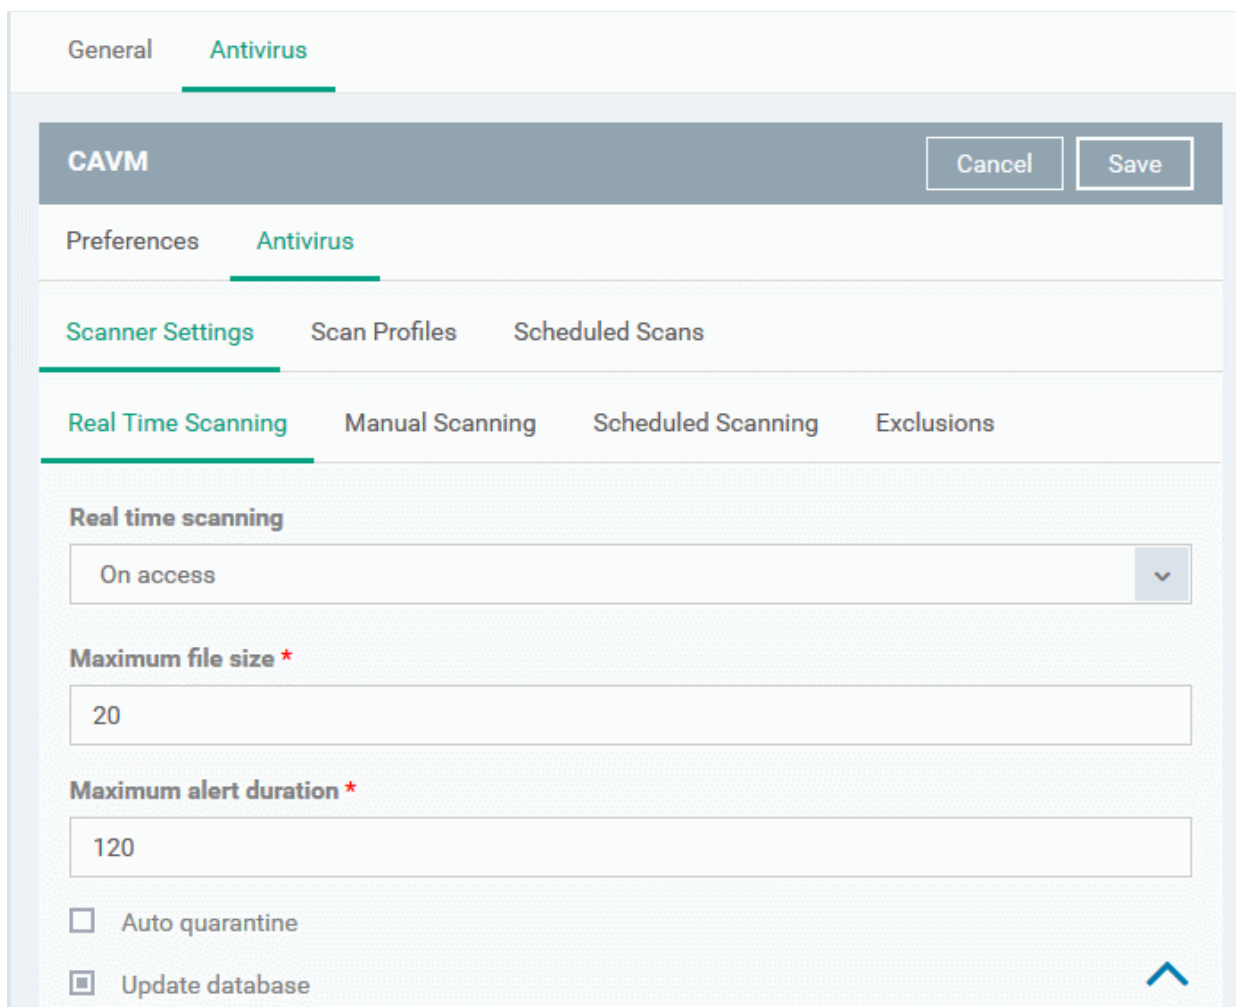 General Antivirus
CAVM Cancel Save
Preferences Antivirus
Scanner Settings Scan Profiles Scheduled Scans
Real Time Scanning Manual Scanning Scheduled Scanning Exclusions
Real time scanning
On access
Maximum file size *
20
Maximum alert duration *
120
Auto quarantine
Update database